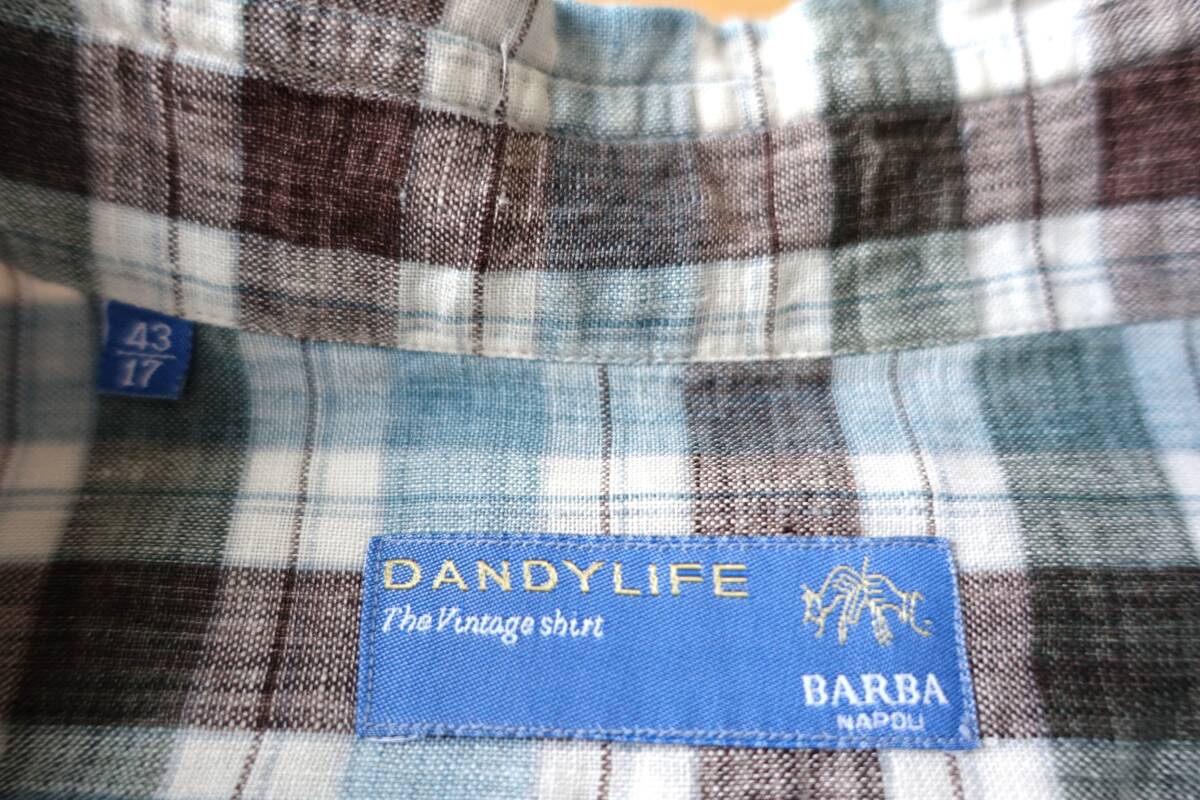 43
17
DANDYLIFE
The Vintage shirt
BARBA
NAPOLI